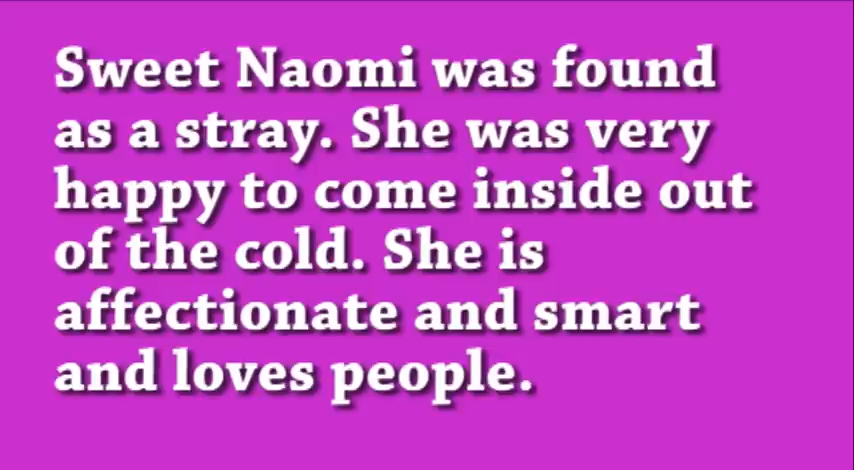 Sweet Naomi was found
as a stray. She was very
happy to come inside out
of the cold. She is
affectionate and smart
and loves people.